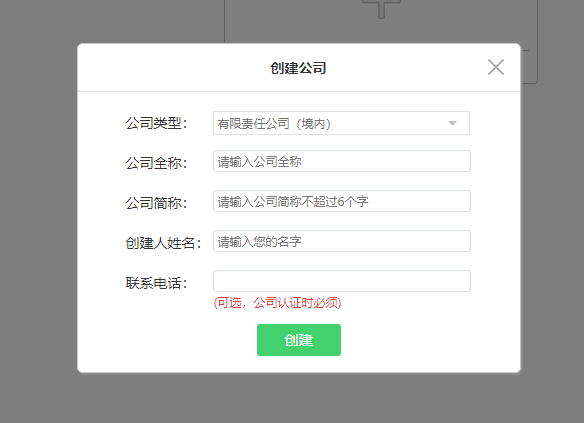 创建公司
公司类型： 有限责任公司（境内）
公司全称： 请输入公司全称
公司简称： 请输入公司简称不超过6个字
创建人姓名： 请输入您的名字
联系电话：
(可选，公司认证时必须)
创建